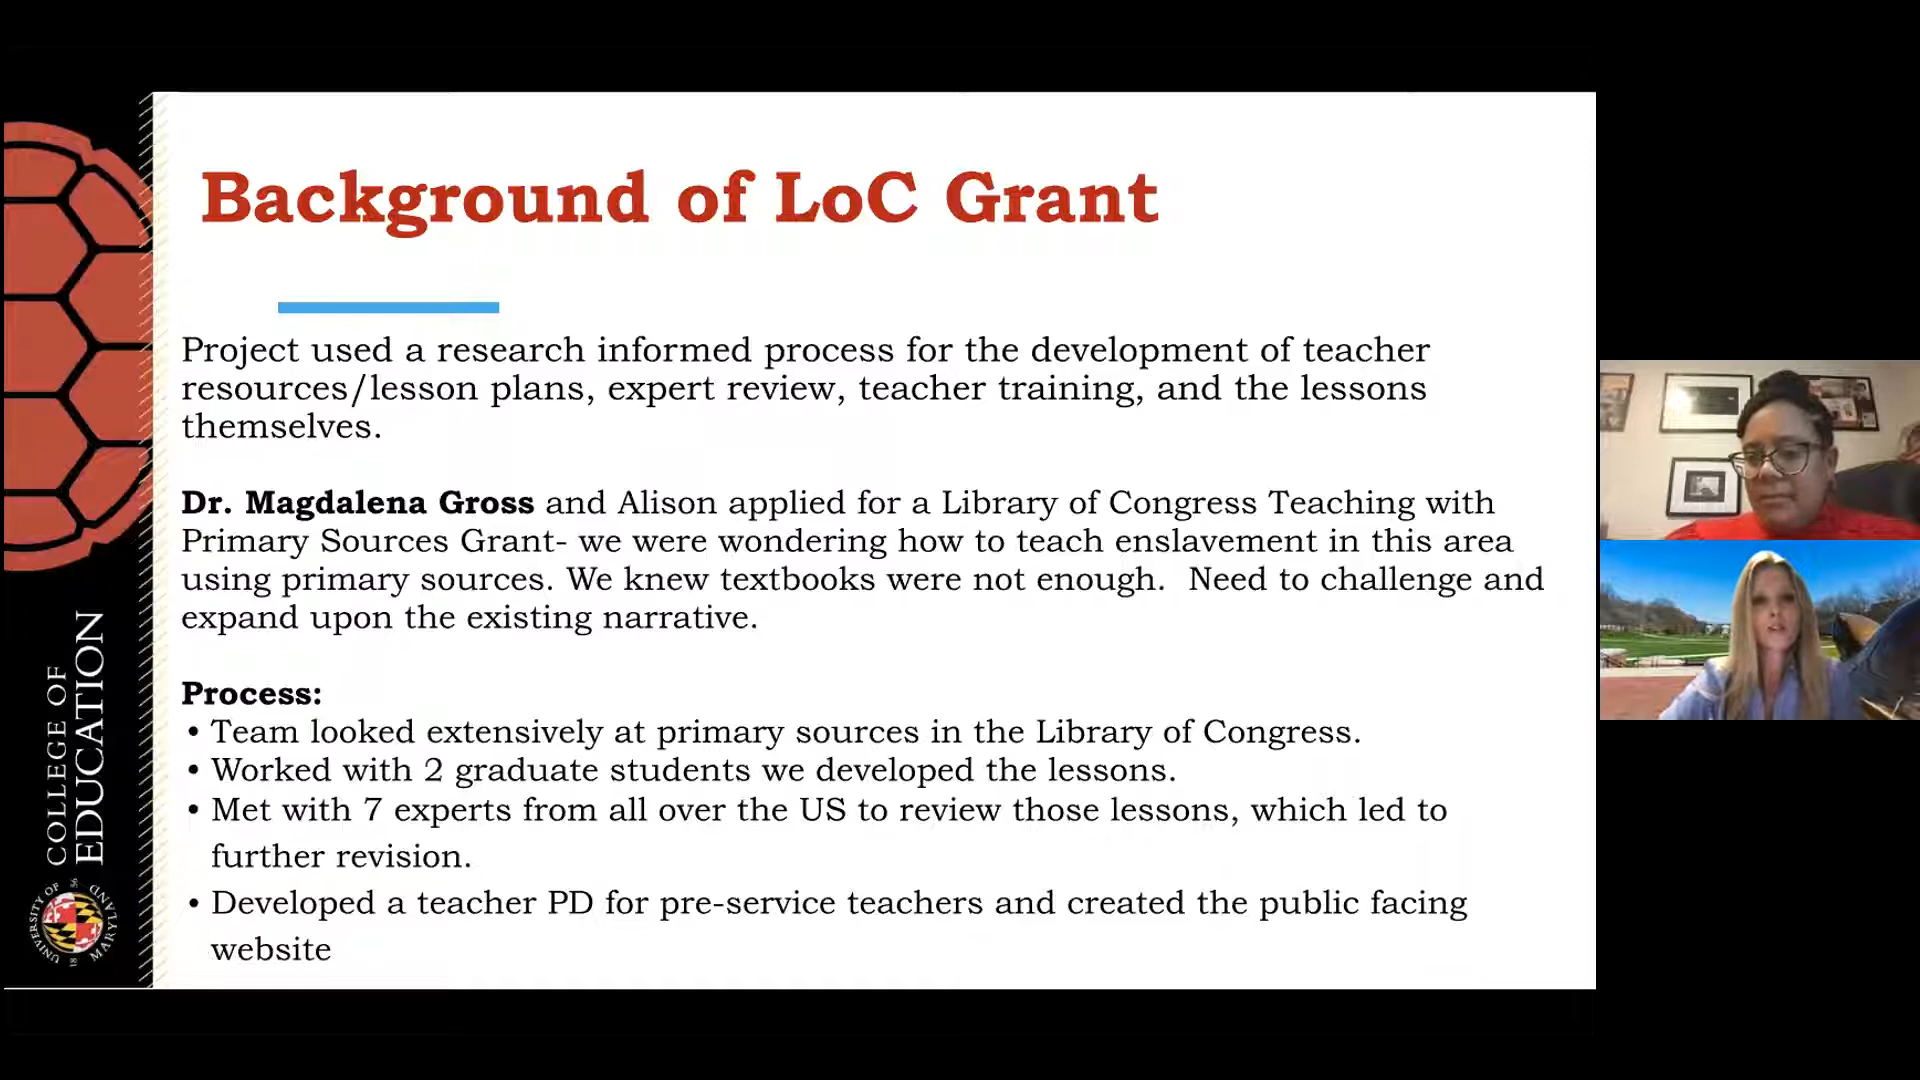 Background of LoC Grant
Project used a research informed process for the development of teacher
resources/lesson plans, expert review, teacher training, and the lessons
themselves.
Dr. Magdalena Gross and Alison applied for a Library of Congress Teaching with
Primary Sources Grant- we were wondering how to teach enslavement in this area
using primary sources. We knew textbooks were not enough.  Need to challenge and
expand upon the existing narrative.
Process:
• Team looked extensively at primary sources in the Library of Congress.
• Worked with 2 graduate students we developed the lessons.
• Met with 7 experts from all over the US to review those lessons, which led to
further revision.
• Developed a teacher PD for pre-service teachers and created the public facing
website
COLLEGE OF
EDUCATION
UNIVERSITY OF
MARYLAND
18 56